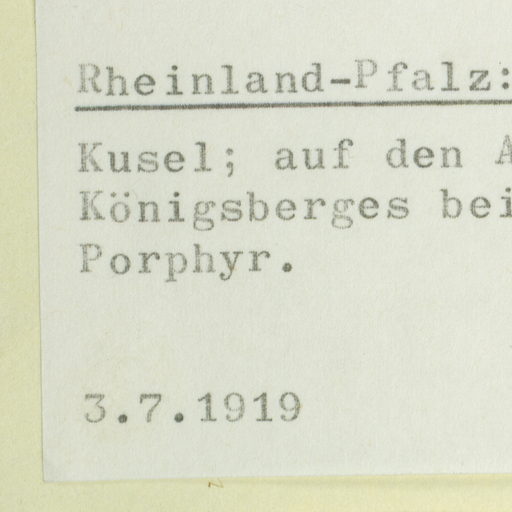 Rheinland-Pfalz:
Kusel; auf den A
Königsberges bei
Porphyr.
3.7.1919